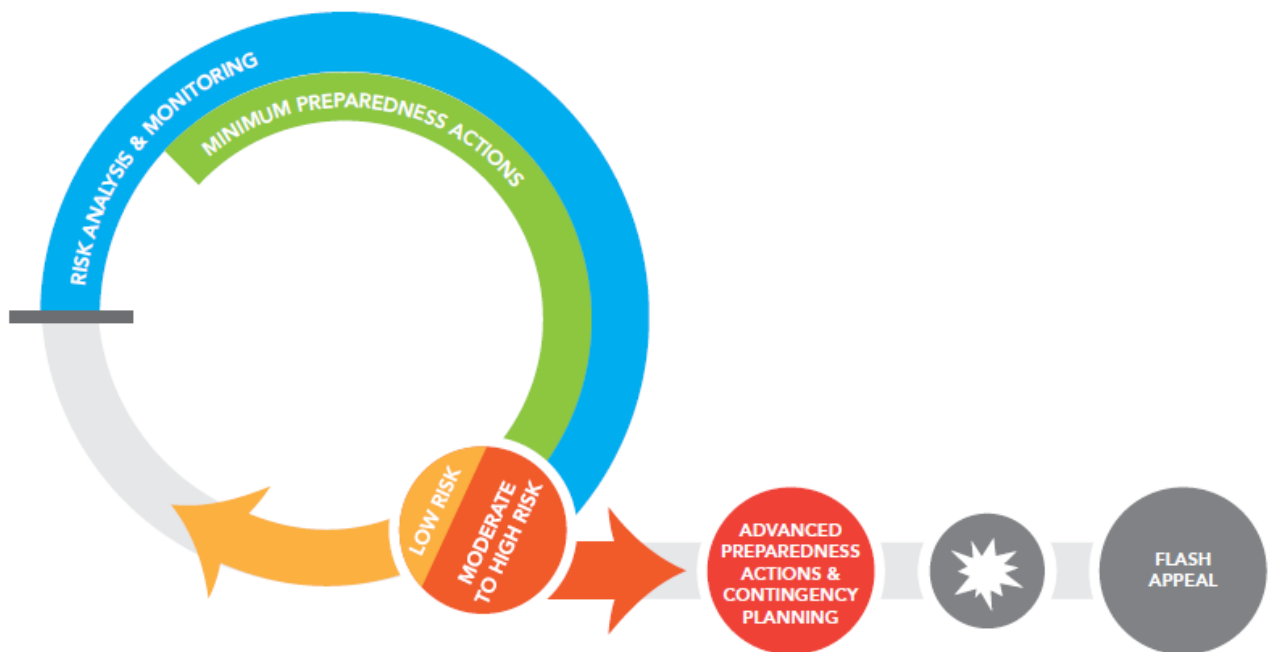 RISK ANALYSIS & MONITORING
MINIMUM PREPAREDNESS ACTIONS
LOW RISK
MODERATE
TO HIGH RISK
ADVANCED
PREPAREDNESS
ACTIONS &
CONTINGENCY
PLANNING
FLASH
APPEAL